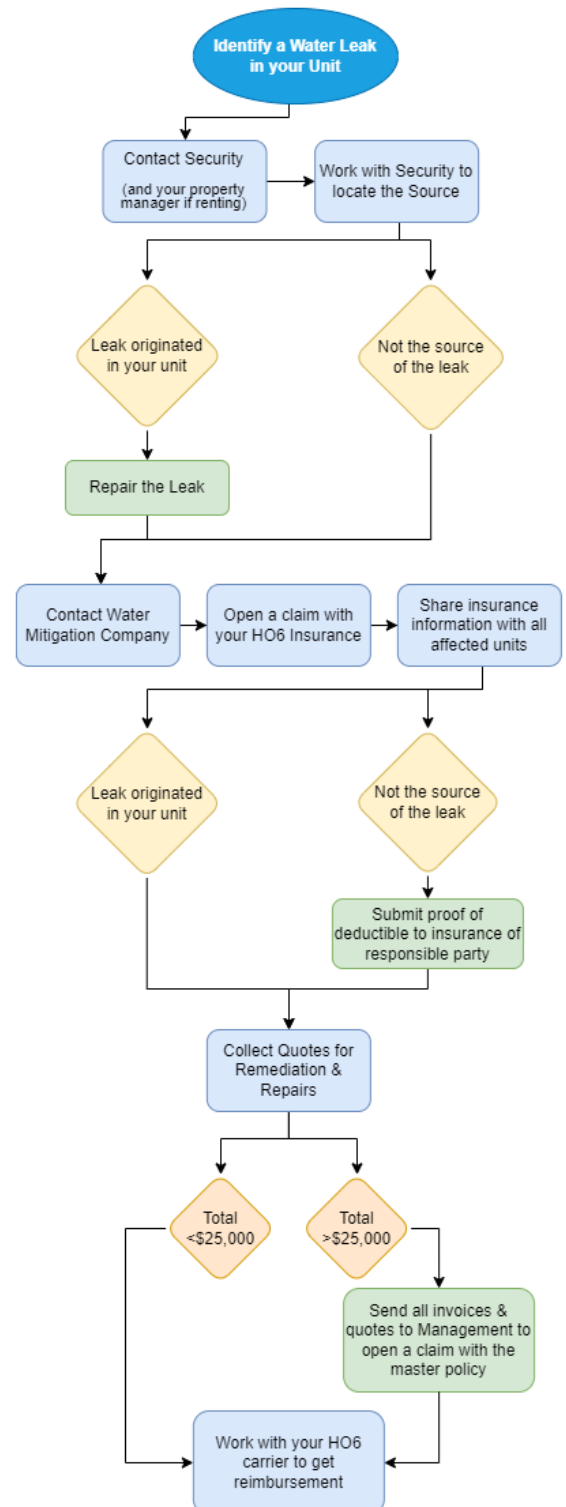 Identify a Water Leak
in your Unit
Contact Security
(and your property
manager if renting)
Work with Security to
locate the Source
Leak originated
in your unit
Not the source
of the leak
Repair the Leak
Contact Water
Mitigation Company
Open a claim with
your HO6 Insurance
Share insurance
information with all
affected units
Leak originated
in your unit
Not the source
of the leak
Submit proof of
deductible to insurance of
responsible party
Collect Quotes for
Remediation &
Repairs
Total
<$25,000
Total
>$25,000
Send all invoices &
quotes to Management to
open a claim with the
master policy
Work with your HO6
carrier to get
reimbursement